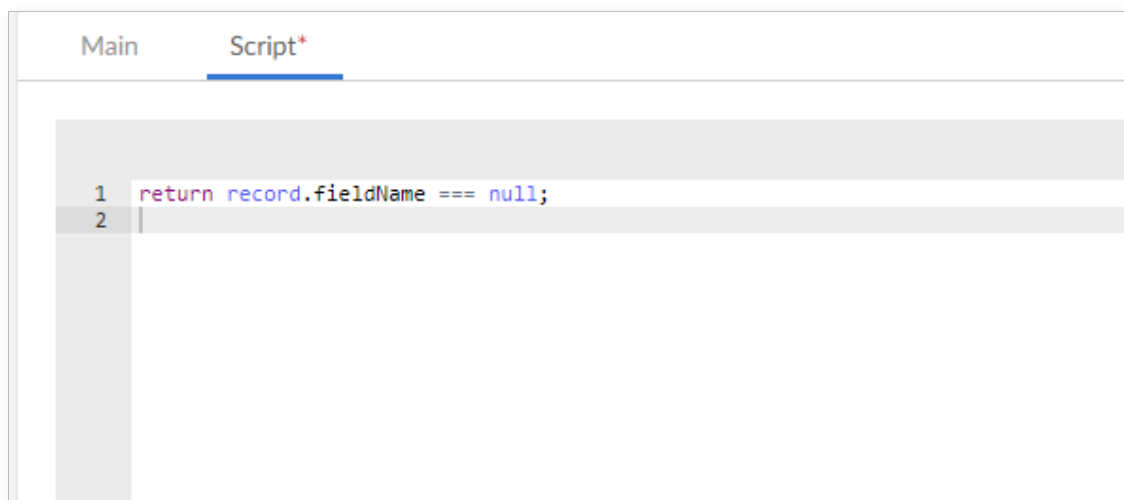 Main Script*
1 return record.fieldName === null;
2